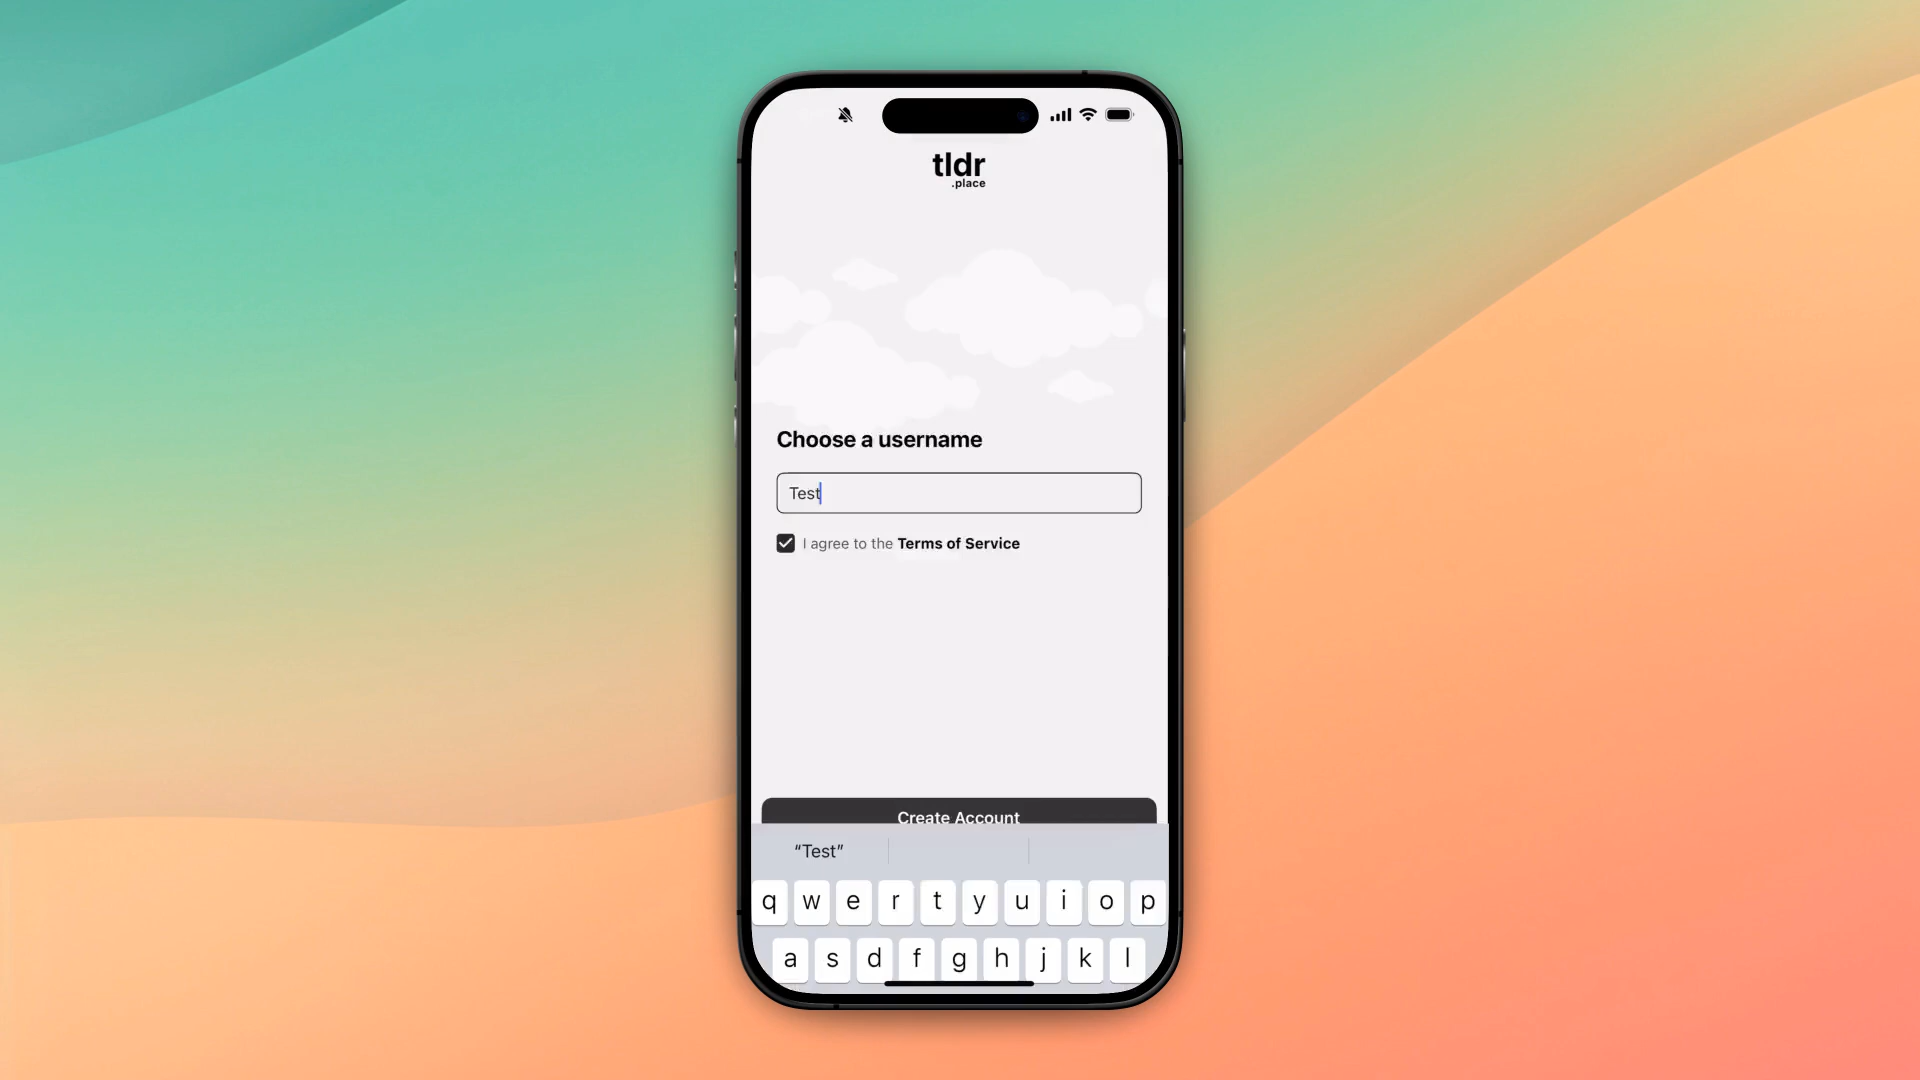 tldr
.place
Choose a username
Test
I agree to the Terms of Service
Create Account
“Test”
q w e r t y u i o p
a s d f g h j k l